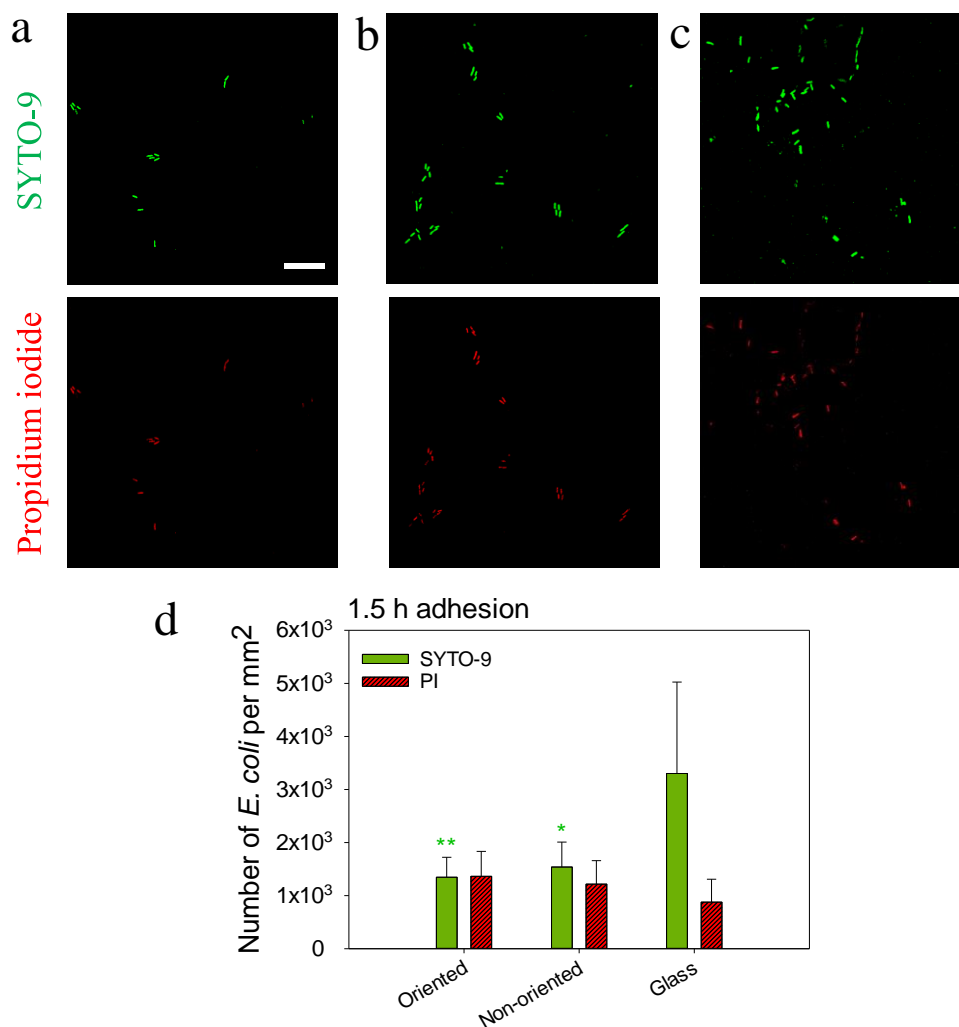 a
b
c
SYTO-9
Propidium iodide
d
1.5 h adhesion
Number of E. coli per mm2
6x10³
5x10³
4x10³
3x10³
2x10³
1x10³
0
SYTO-9
PI
**
*
Oriented
Non-oriented
Glass